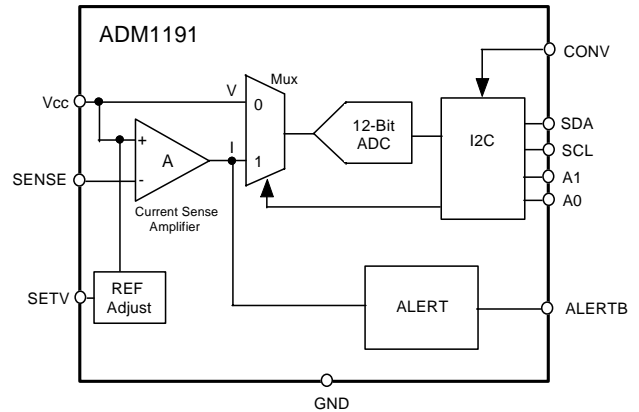 ADM1191
CONV
Mux
Vcc
V
0
12-Bit
ADC
I2C
SDA
SCL
A1
A0
+
A
-
I
1
SENSE
Current Sense
Amplifier
SETV
REF
Adjust
ALERT
ALERTB
GND